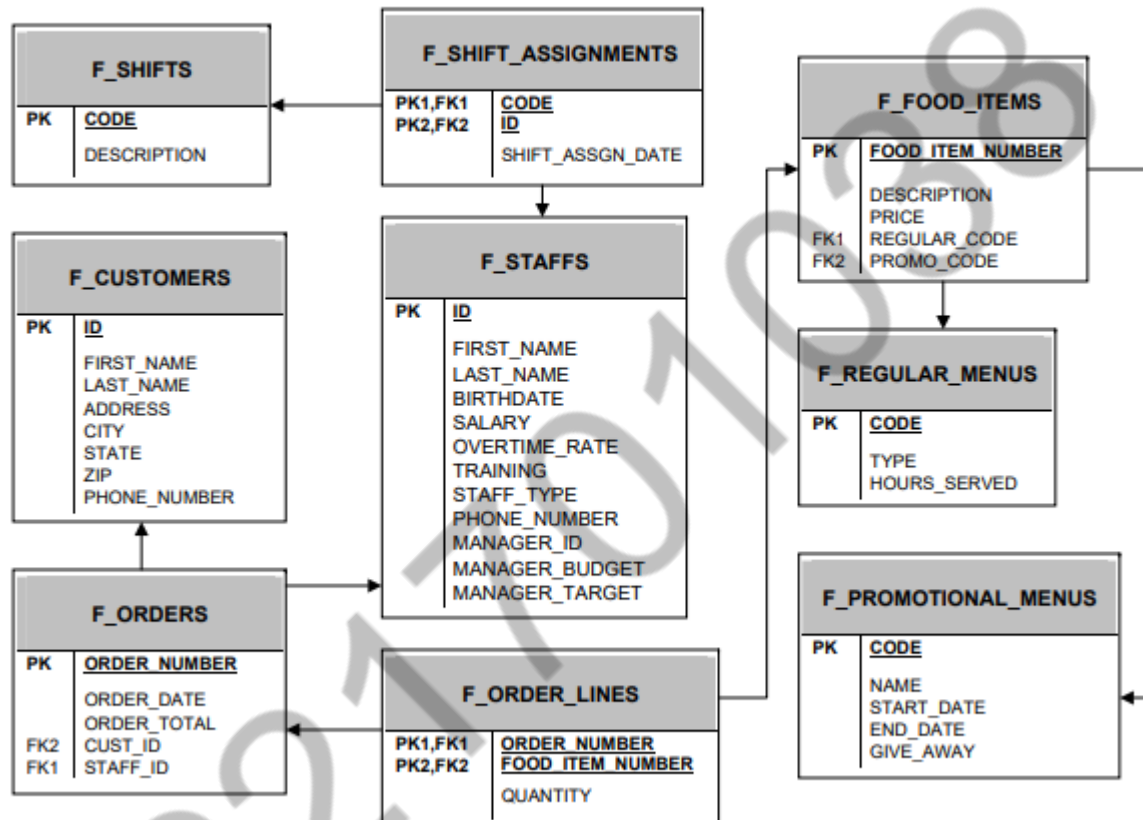 F_SHIFTS
PK CODE
DESCRIPTION
F_SHIFT_ASSIGNMENTS
PK1,FK1 CODE
PK2,FK2 ID
SHIFT_ASSGN_DATE
F_FOOD_ITEMS
PK FOOD_ITEM_NUMBER
DESCRIPTION
PRICE
FK1 REGULAR_CODE
FK2 PROMO_CODE
F_CUSTOMERS
PK ID
FIRST_NAME
LAST_NAME
ADDRESS
CITY
STATE
ZIP
PHONE_NUMBER
F_STAFFS
PK ID
FIRST_NAME
LAST_NAME
BIRTHDATE
SALARY
OVERTIME_RATE
TRAINING
STAFF_TYPE
PHONE_NUMBER
MANAGER_ID
MANAGER_BUDGET
MANAGER_TARGET
F_REGULAR_MENUS
PK CODE
TYPE
HOURS_SERVED
F_ORDERS
PK ORDER_NUMBER
ORDER_DATE
ORDER_TOTAL
FK2 CUST_ID
FK1 STAFF_ID
F_ORDER_LINES
PK1,FK1 ORDER_NUMBER
PK2,FK2 FOOD_ITEM_NUMBER
QUANTITY
F_PROMOTIONAL_MENUS
PK CODE
NAME
START_DATE
END_DATE
GIVE_AWAY